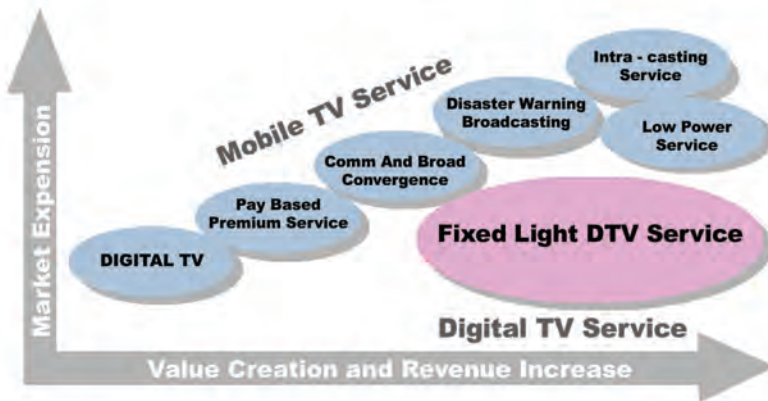 Market Expension
Mobile TV Service
Intra - casting
Service
Disaster Warning
Broadcasting
Low Power
Service
Comm And Broad
Convergence
Pay Based
Premium Service
DIGITAL TV
Fixed Light DTV Service
Digital TV Service
Value Creation and Revenue Increase